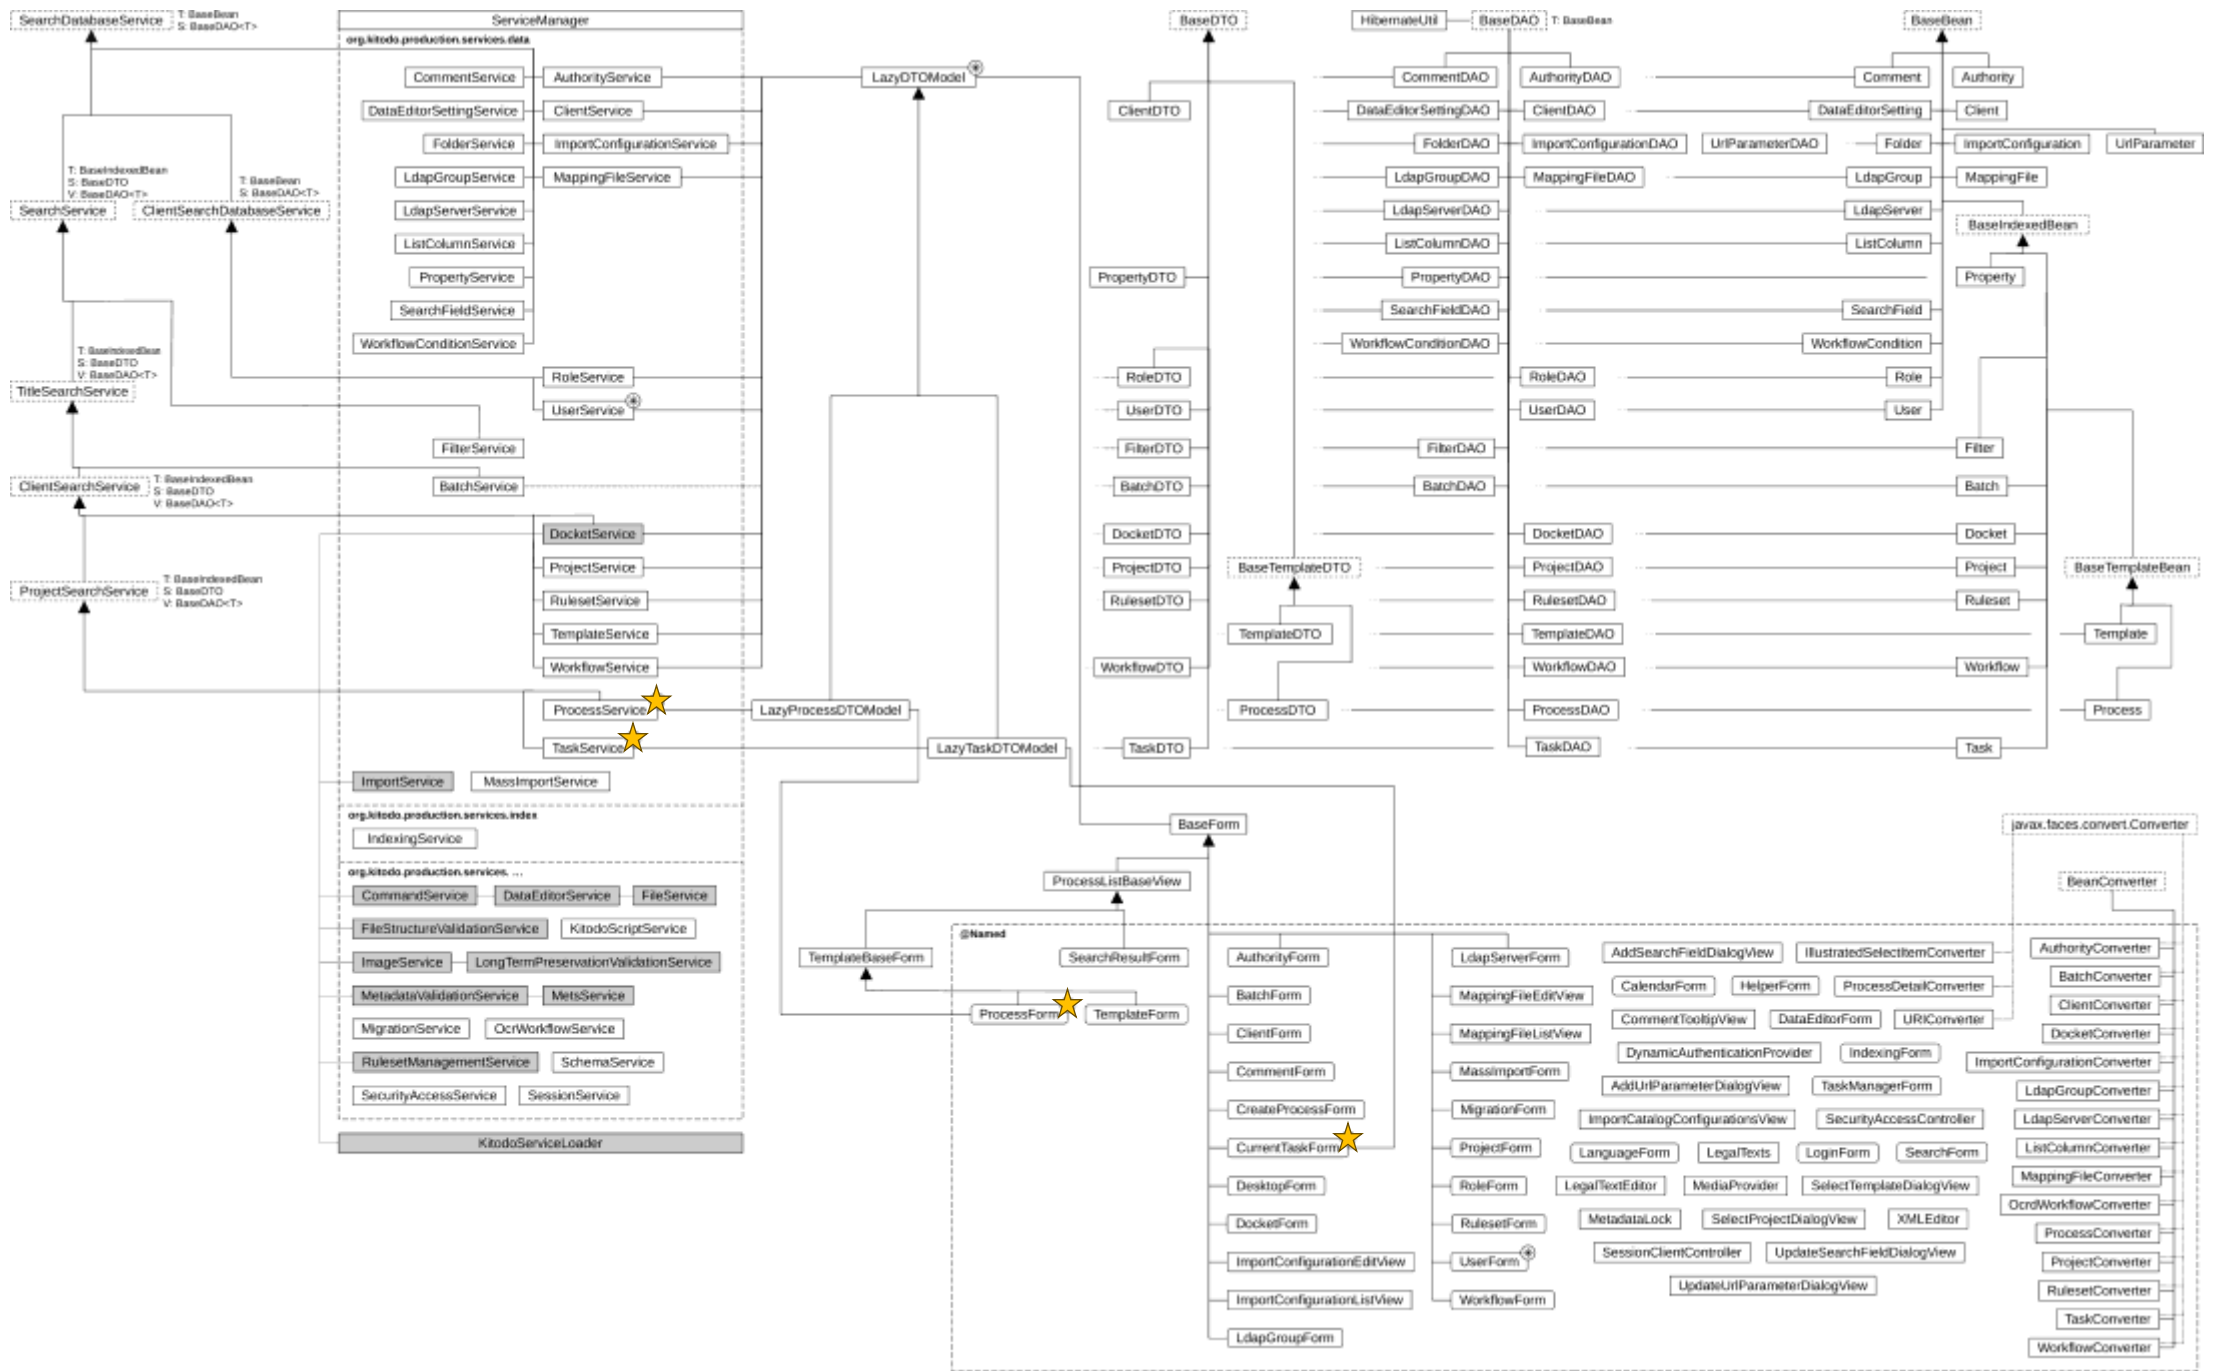 SearchDatabaseService
T: BaseBean
S: BaseDAO<T>
ServiceManager
org.kitodo.production.services.data
BaseDTO
HibernateUtil
BaseDAO
T: BaseBean
BaseBean
CommentService
AuthorityService
LazyDTOModel
CommentDAO
AuthorityDAO
Comment
Authority
DataEditorSettingService
ClientService
ClientDTO
DataEditorSettingDAO
ClientDAO
DataEditorSetting
Client
FolderService
ImportConfigurationService
FolderDAO
ImportConfigurationDAO
UrlParameterDAO
Folder
ImportConfiguration
UrlParameter
T: BaseIndexedBean
S: BaseDTO
V: BaseDAO<T>
T: BaseBean
S: BaseDAO<T>
LdapGroupService
MappingFileService
LdapGroupDAO
MappingFileDAO
LdapGroup
MappingFile
SearchService
ClientSearchDatabaseService
LdapServerService
LdapServerDAO
LdapServer
BaseIndexedBean
ListColumnService
ListColumnDAO
ListColumn
PropertyService
PropertyDTO
PropertyDAO
Property
SearchFieldService
SearchFieldDAO
SearchField
WorkflowConditionService
WorkflowConditionDAO
WorkflowCondition
T: BaseIndexedBean
S: BaseDTO
V: BaseDAO<T>
TitleSearchService
RoleService
RoleDTO
RoleDAO
Role
UserService
UserDTO
UserDAO
User
FilterService
FilterDTO
FilterDAO
Filter
ClientSearchService
T: BaseIndexedBean
S: BaseDTO
V: BaseDAO<T>
BatchService
BatchDTO
BatchDAO
Batch
DocketService
DocketDTO
DocketDAO
Docket
ProjectService
ProjectDTO
BaseTemplateDTO
ProjectDAO
Project
BaseTemplateBean
ProjectSearchService
T: BaseIndexedBean
S: BaseDTO
V: BaseDAO<T>
RulesetService
RulesetDTO
RulesetDAO
Ruleset
TemplateService
TemplateDTO
TemplateDAO
Template
WorkflowService
WorkflowDTO
WorkflowDAO
Workflow
ProcessService
LazyProcessDTOModel
ProcessDTO
ProcessDAO
Process
TaskService
LazyTaskDTOModel
TaskDTO
TaskDAO
Task
ImportService
MassImportService
org.kitodo.production.services.index
IndexingService
BaseForm
javax.faces.convert.Converter
org.kitodo.production.services. ...
ProcessListBaseView
BeanConverter
CommandService
DataEditorService
FileService
FileStructureValidationService
KitodoScriptService
ImageService
LongTermPreservationValidationService
MetadataValidationService
MetsService
MigrationService
OcrWorkflowService
RulesetManagementService
SchemaService
SecurityAccessService
SessionService
KitodoServiceLoader
@Named
TemplateBaseForm
SearchResultForm
ProcessForm
TemplateForm
AuthorityForm
BatchForm
ClientForm
CommentForm
CreateProcessForm
CurrentTaskForm
DesktopForm
DocketForm
ImportConfigurationEditView
ImportConfigurationListView
LdapGroupForm
LdapServerForm
MappingFileEditView
MappingFileListView
MassImportForm
MigrationForm
ProjectForm
RoleForm
RulesetForm
UserForm
WorkflowForm
AddSearchFieldDialogView
IllustratedSelectItemConverter
CalendarForm
HelperForm
ProcessDetailConverter
CommentTooltipView
DataEditorForm
URIConverter
DynamicAuthenticationProvider
IndexingForm
AddUrlParameterDialogView
TaskManagerForm
ImportCatalogConfigurationsView
SecurityAccessController
LanguageForm
LegalTexts
LoginForm
SearchForm
LegalTextEditor
MediaProvider
SelectTemplateDialogView
MetadataLock
SelectProjectDialogView
XMLEditor
SessionClientController
UpdateSearchFieldDialogView
UpdateUrlParameterDialogView
AuthorityConverter
BatchConverter
ClientConverter
DocketConverter
ImportConfigurationConverter
LdapGroupConverter
LdapServerConverter
ListColumnConverter
MappingFileConverter
OcrdWorkflowConverter
ProcessConverter
ProjectConverter
RulesetConverter
TaskConverter
WorkflowConverter